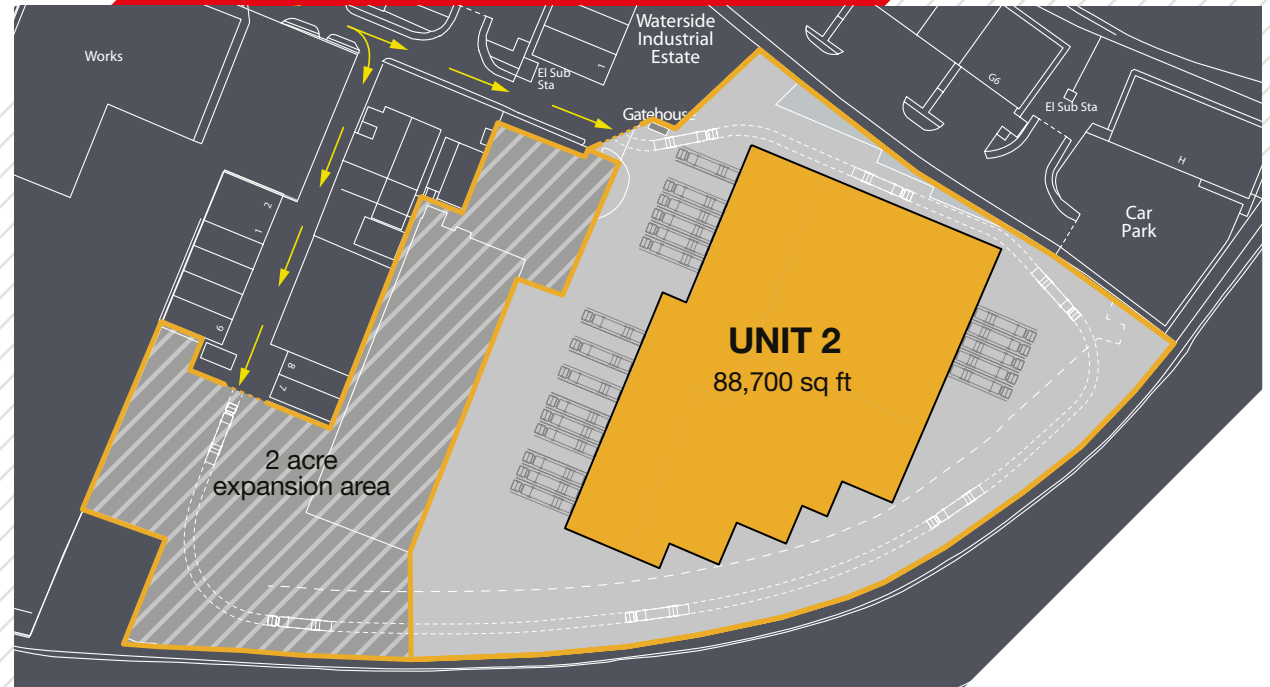 Works
Waterside
Industrial
Estate
1
El Sub
Sta
Gatehouse
G6
El Sub Sta
H
Car
Park
2
1
6
8
7
UNIT 2
88,700 sq ft
2 acre
expansion area